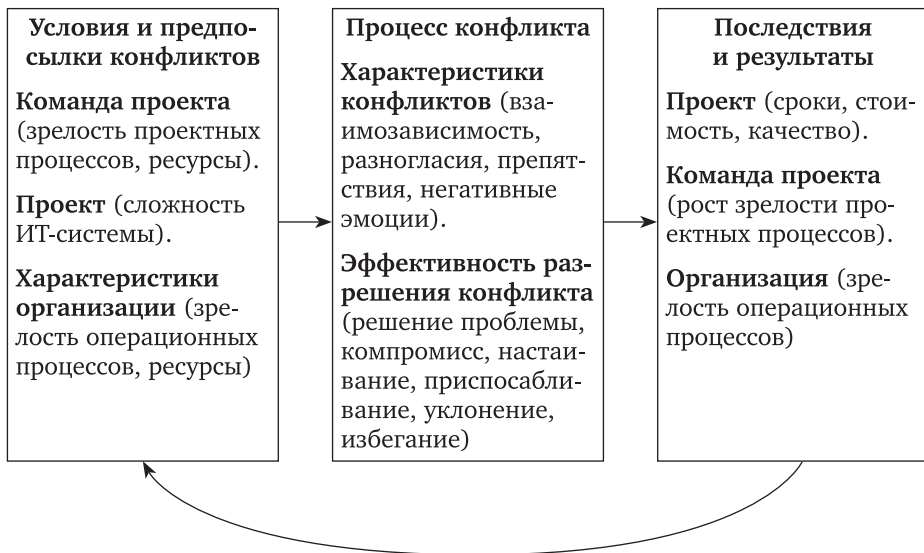 Условия и предпо-
сылки конфликтов
Команда проекта
(зрелость проектных
процессов, ресурсы).
Проект (сложность
ИТ-системы).
Характеристики
организации (зре-
лость операционных
процессов, ресурсы)
Процесс конфликта
Характеристики
конфликтов (вза-
имозависимость,
разногласия, препят-
ствия, негативные
эмоции).
Эффективность раз-
решения конфликта
(решение проблемы,
компромисс, настаи-
вание, приспосабли-
вание, уклонение,
избегание)
Последствия
и результаты
Проект (сроки, стои-
мость, качество).
Команда проекта
(рост зрелости про-
ектных процессов).
Организация (зре-
лость операционных
процессов)